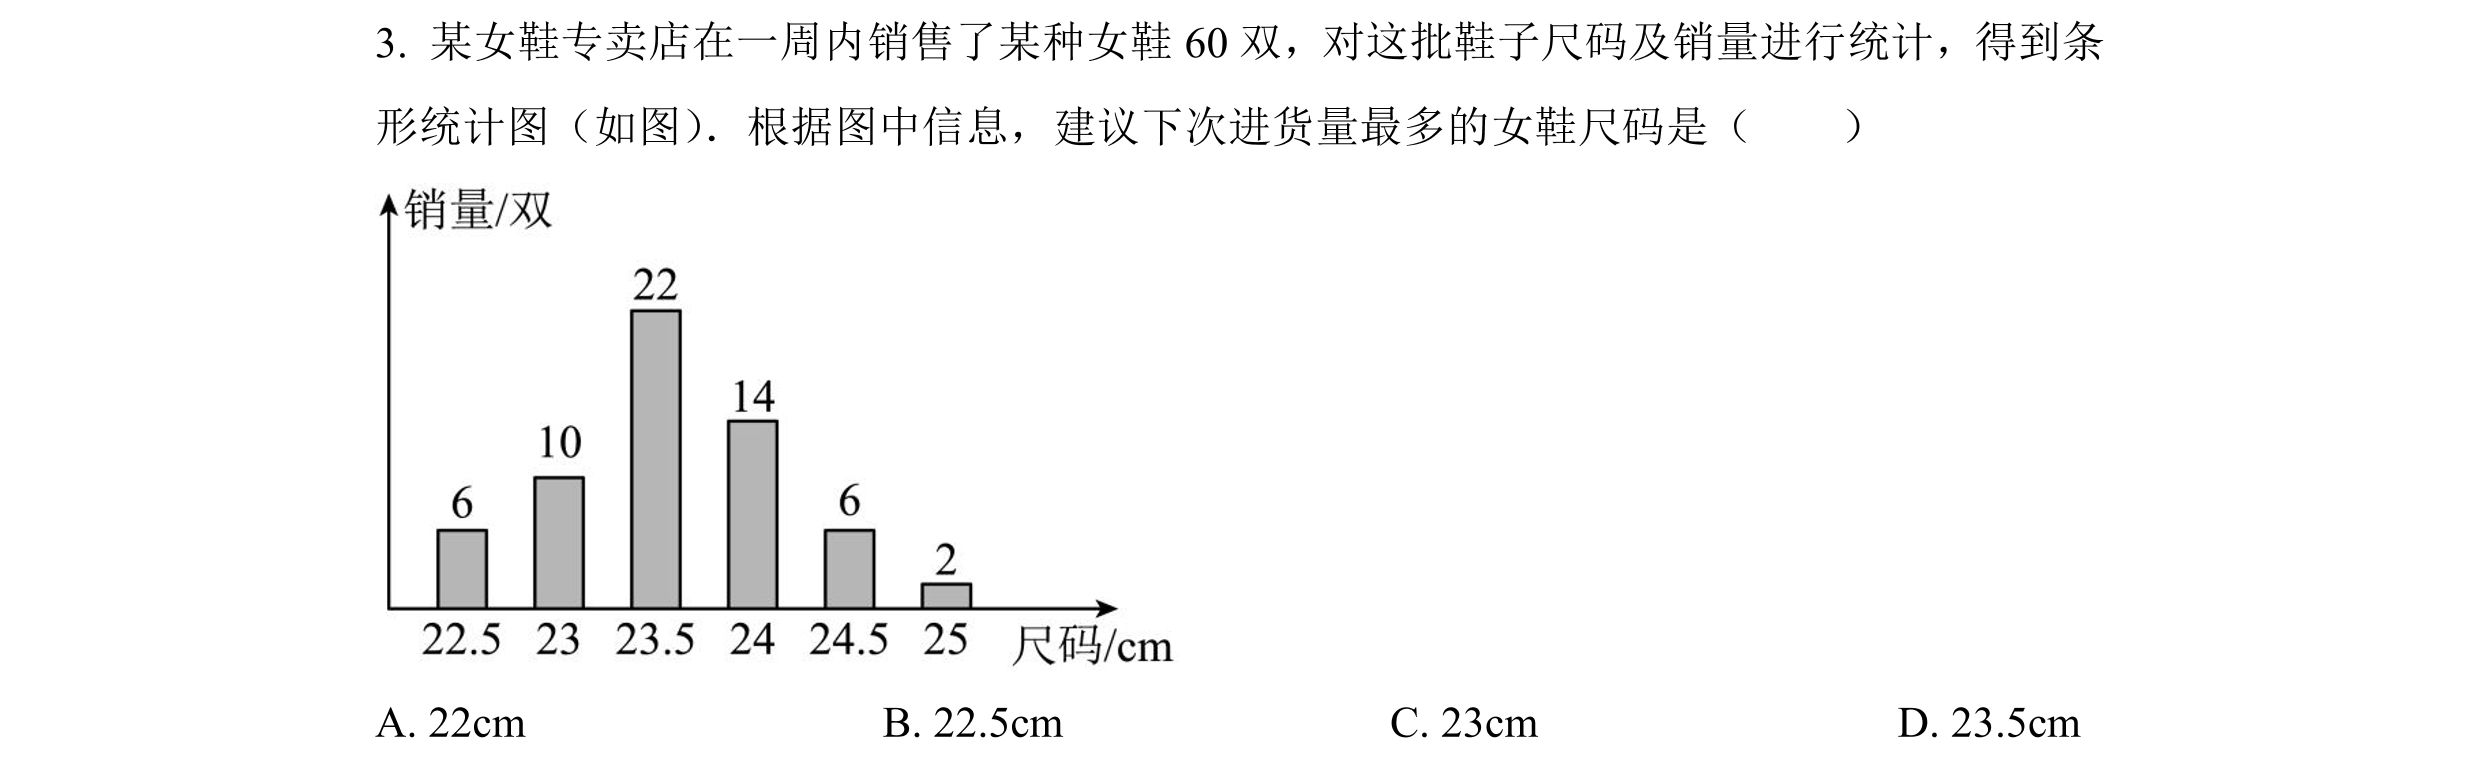 3. 某女鞋专卖店在一周内销售了某种女鞋 60 双，对这批鞋子尺码及销量进行统计，得到条
形统计图（如图）．根据图中信息，建议下次进货量最多的女鞋尺码是（　　）
销量/双
22
14
10
6
6
2
22.5 23 23.5 24 24.5 25 尺码/cm
A. 22cm B. 22.5cm C. 23cm D. 23.5cm